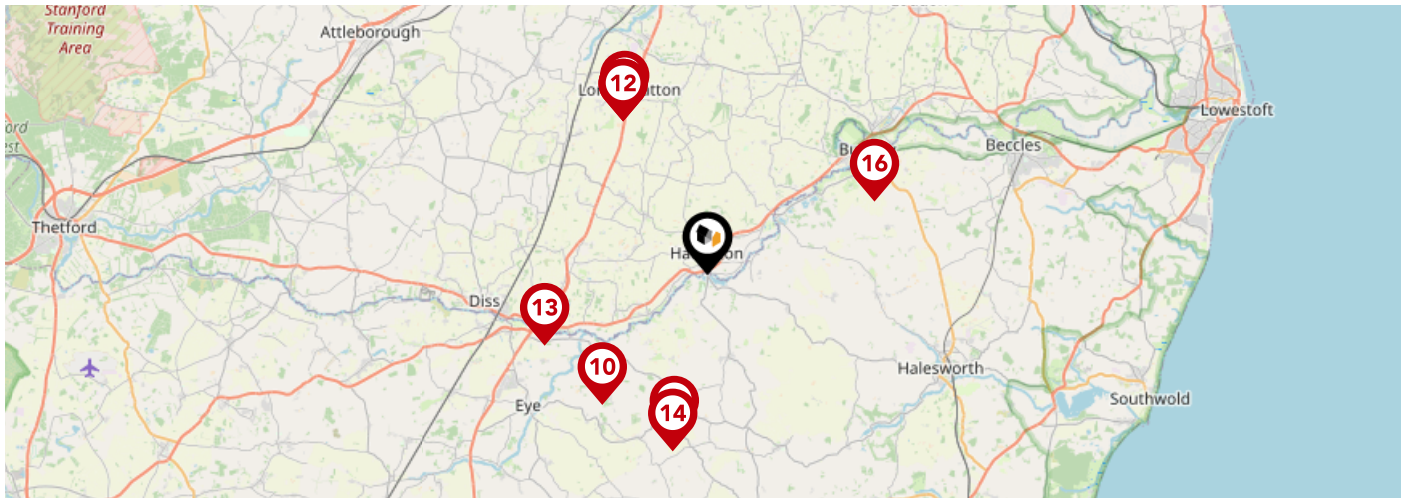 Stanford
Training
Area
Attleborough
12
Lowestoft
Beccles
16
Thetford
Diss
13
10
Halesworth
14
Eye
Southwold